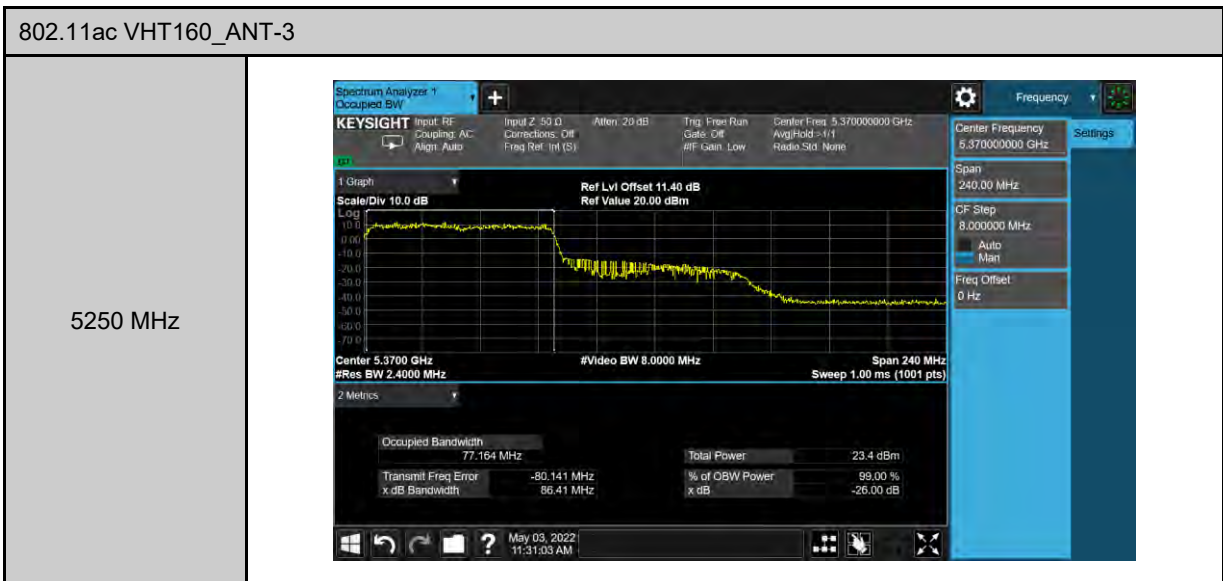 802.11ac VHT160_ANT-3
5250 MHz
Spectrum Analyzer 1
Occupied BW
Frequency
KEYSIGHT Input: RF
Coupling: AC
Align: Auto
Input Z: 50 Ω
Corrections: Off
Freq Ref: Int (S)
Atten: 20 dB
Trig: Free Run
Gate: Off
#IF Gain: Low
Center Freq: 5.370000000 GHz
Avg|Hold:>1/1
Radio Std: None
Center Frequency
5.370000000 GHz
Settings
Span
240.00 MHz
CF Step
8.000000 MHz
Auto
Man
Freq Offset
0 Hz
1 Graph
Scale/Div 10.0 dB
Ref Lvl Offset 11.40 dB
Ref Value 20.00 dBm
Log
10.0
0.00
-10.0
-20.0
-30.0
-40.0
-50.0
-60.0
-70.0
Center 5.3700 GHz
#Video BW 8.0000 MHz
Span 240 MHz
#Res BW 2.4000 MHz
Sweep 1.00 ms (1001 pts)
2 Metrics
Occupied Bandwidth
77.164 MHz
Total Power 23.4 dBm
Transmit Freq Error -80.141 MHz
% of OBW Power 99.00 %
x dB Bandwidth 86.41 MHz
x dB -26.00 dB
?
May 03, 2022
11:31:03 AM